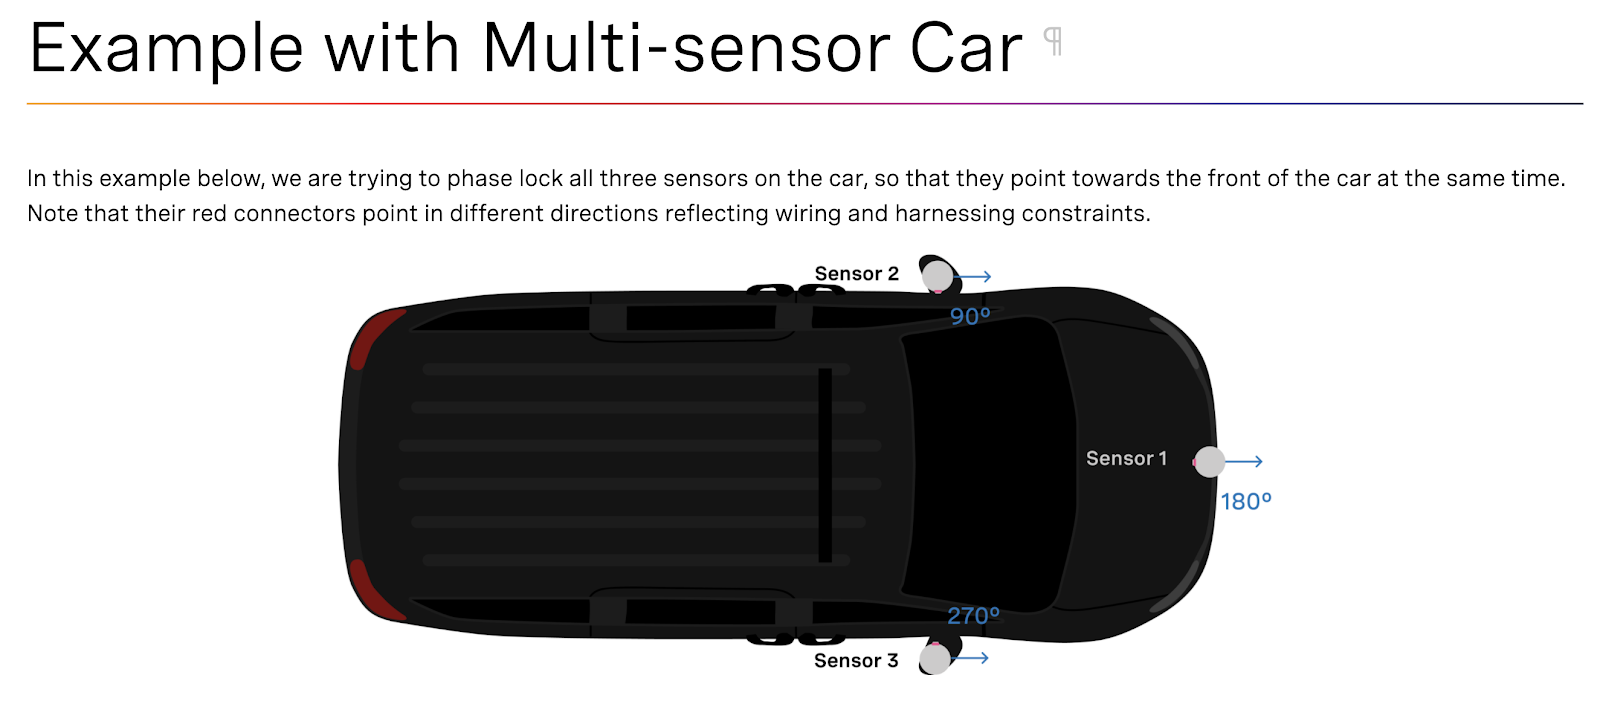 Example with Multi-sensor Car ¶
In this example below, we are trying to phase lock all three sensors on the car, so that they point towards the front of the car at the same time.
Note that their red connectors point in different directions reflecting wiring and harnessing constraints.
Sensor 2
90º
Sensor 1
180º
270º
Sensor 3